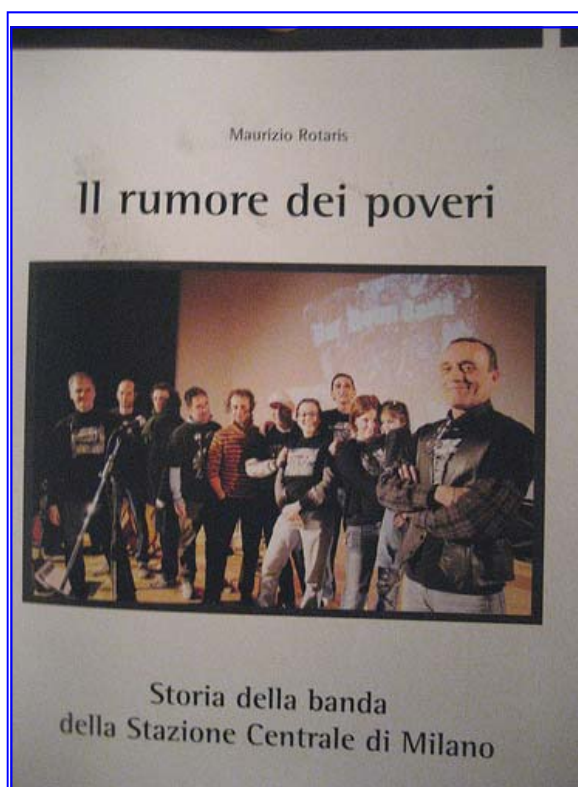 Maurizio Rotaris
Il rumore dei poveri
Storia della banda
della Stazione Centrale di Milano